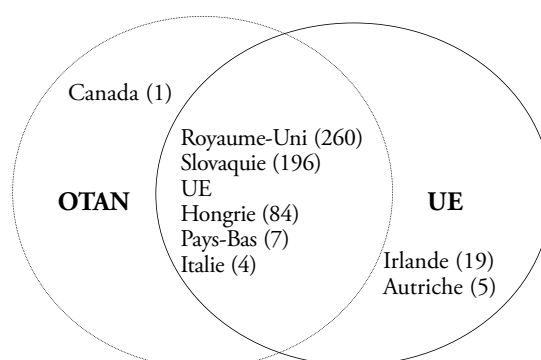 Canada (1)
Royaume-Uni (260)
Slovaquie (196)
UE
Hongrie (84)
Pays-Bas (7)
Italie (4)
OTAN
UE
Irlande (19)
Autriche (5)